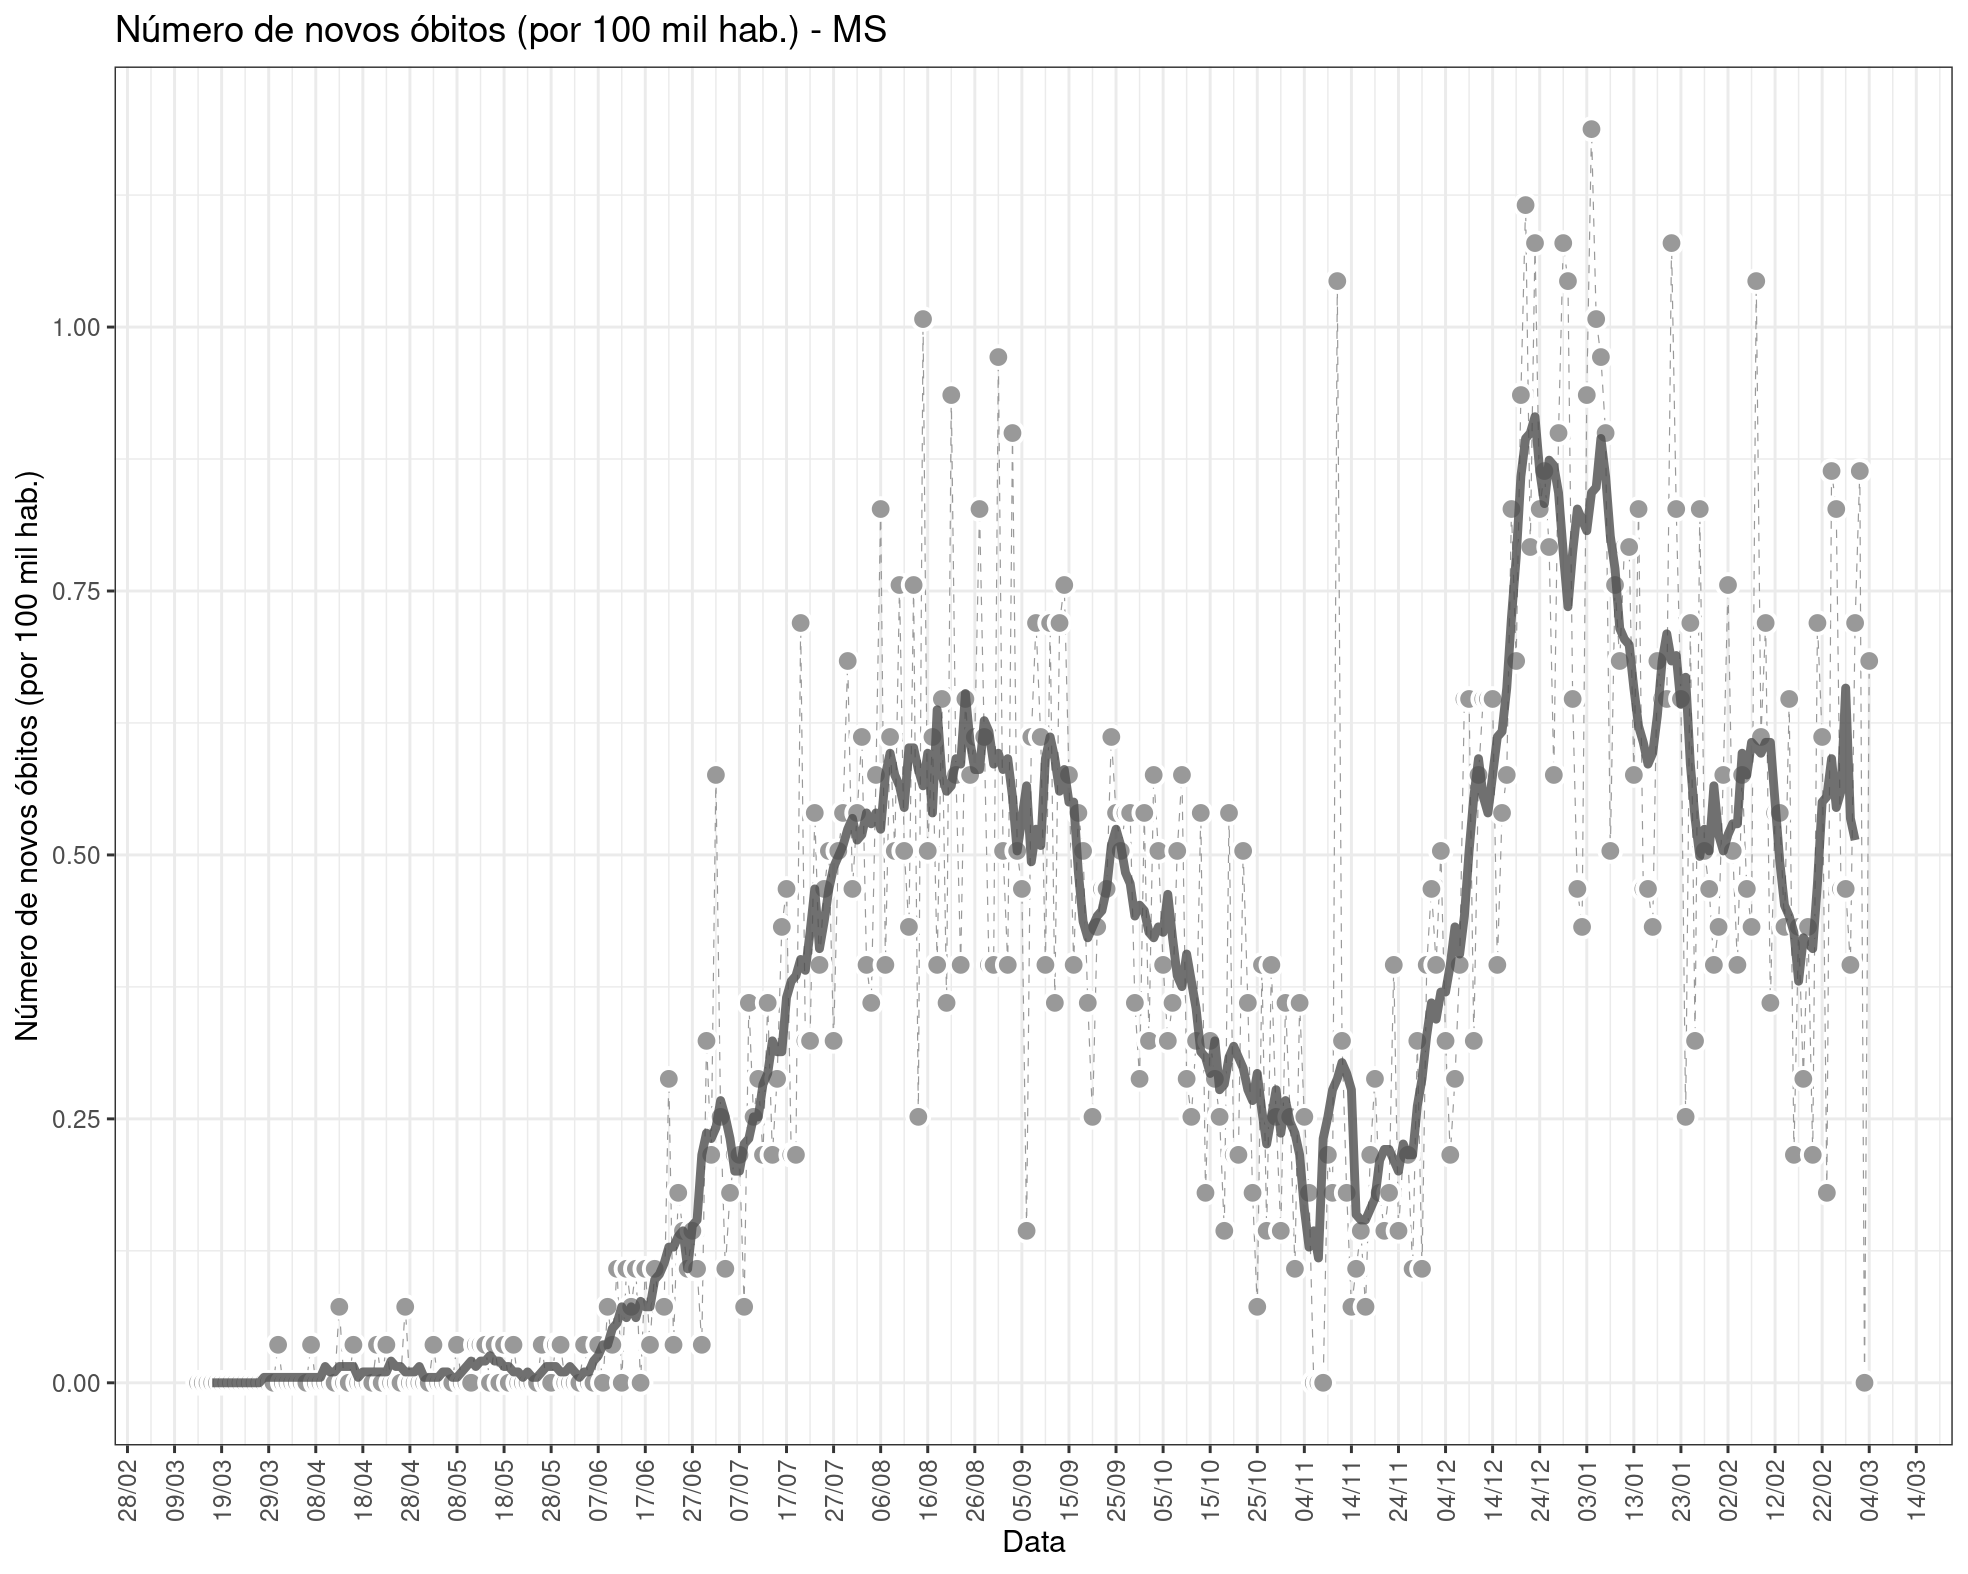 Número de novos óbitos (por 100 mil hab.) - MS
Número de novos óbitos (por 100 mil hab.)
1.00
0.75
0.50
0.25
0.00
28/02 09/03 19/03 29/03 08/04 18/04 28/04 08/05 18/05 28/05 07/06 17/06 27/06 07/07 17/07 27/07 06/08 16/08 26/08 05/09 15/09 25/09 05/10 15/10 25/10 04/11 14/11 24/11 04/12 14/12 24/12 03/01 13/01 23/01 02/02 12/02 22/02 04/03 14/03
Data